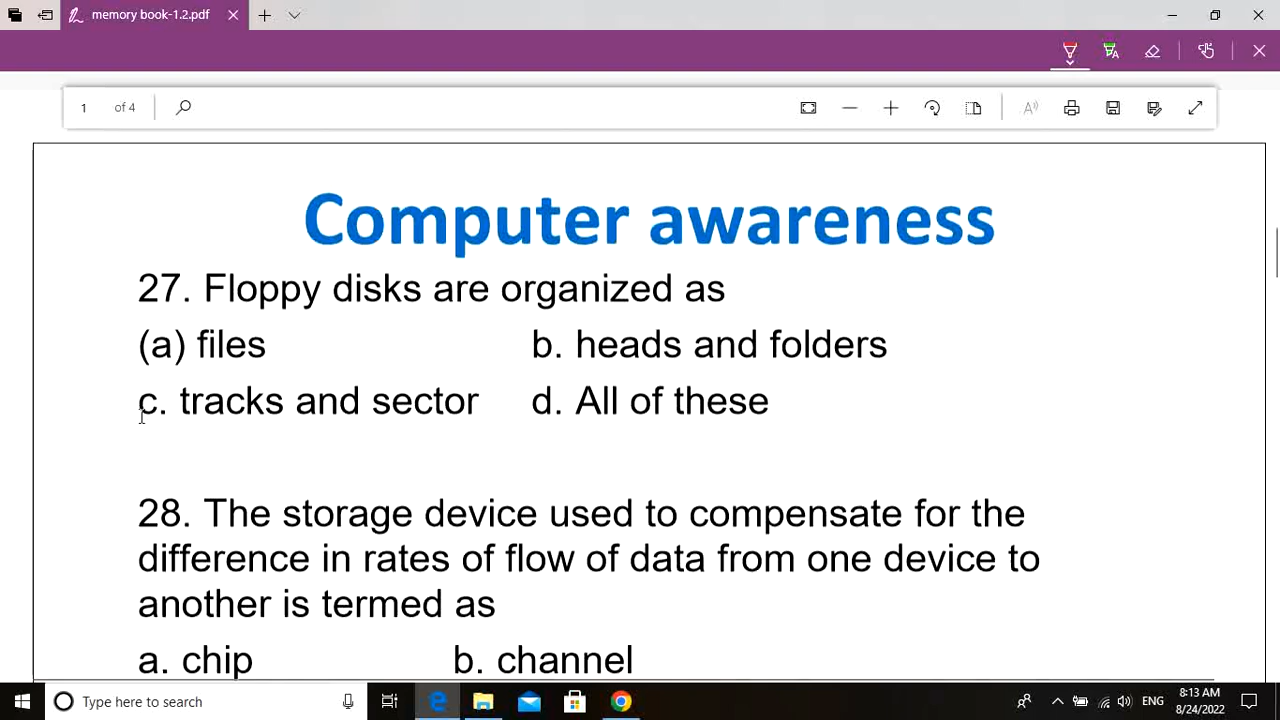 memory book-1.2.pdf
1 of 4
Computer awareness
27. Floppy disks are organized as
(a) files b. heads and folders
c. tracks and sector d. All of these
28. The storage device used to compensate for the
difference in rates of flow of data from one device to
another is termed as
a. chip b. channel
Type here to search
ENG
8:13 AM
8/24/2022